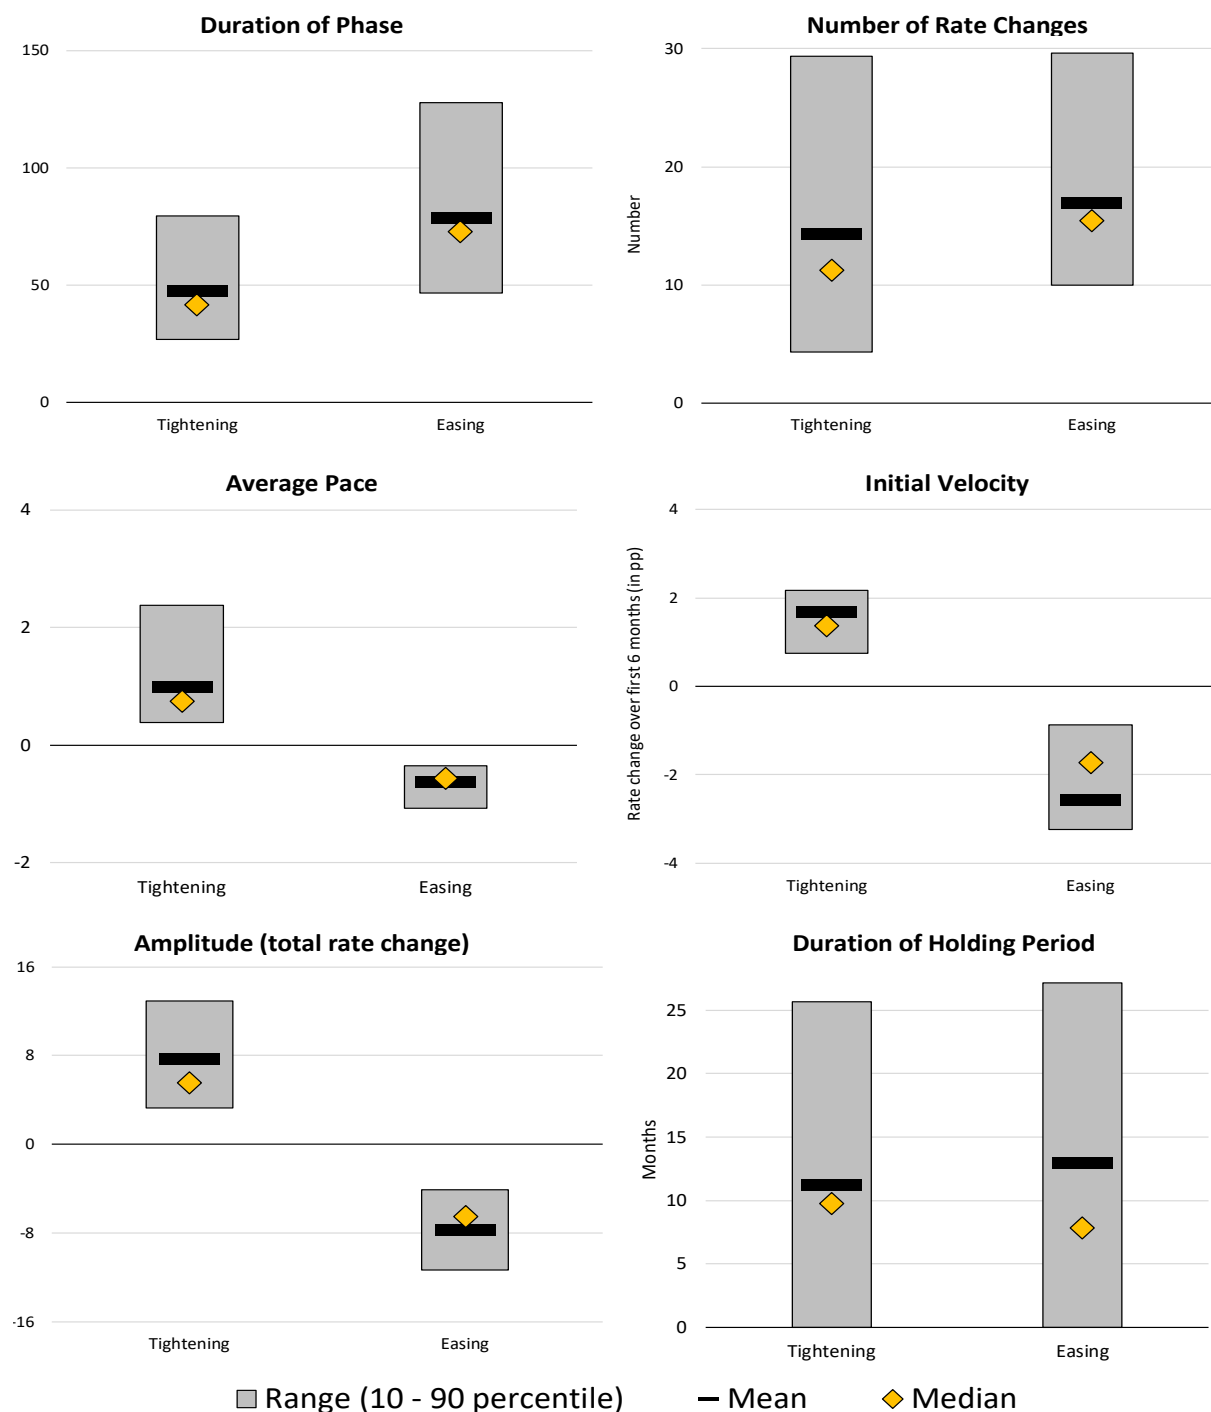 Duration of Phase
150
100
50
0
Tightening
Easing
Number of Rate Changes
Number
30
20
10
0
Tightening
Easing
Average Pace
4
2
0
-2
Tightening
Easing
Initial Velocity
Rate change over first 6 months (in pp)
4
2
0
-2
-4
Tightening
Easing
Amplitude (total rate change)
16
8
0
-8
-16
Tightening
Easing
Duration of Holding Period
Months
25
20
15
10
5
0
Tightening
Easing
Range (10 - 90 percentile)
Mean
Median